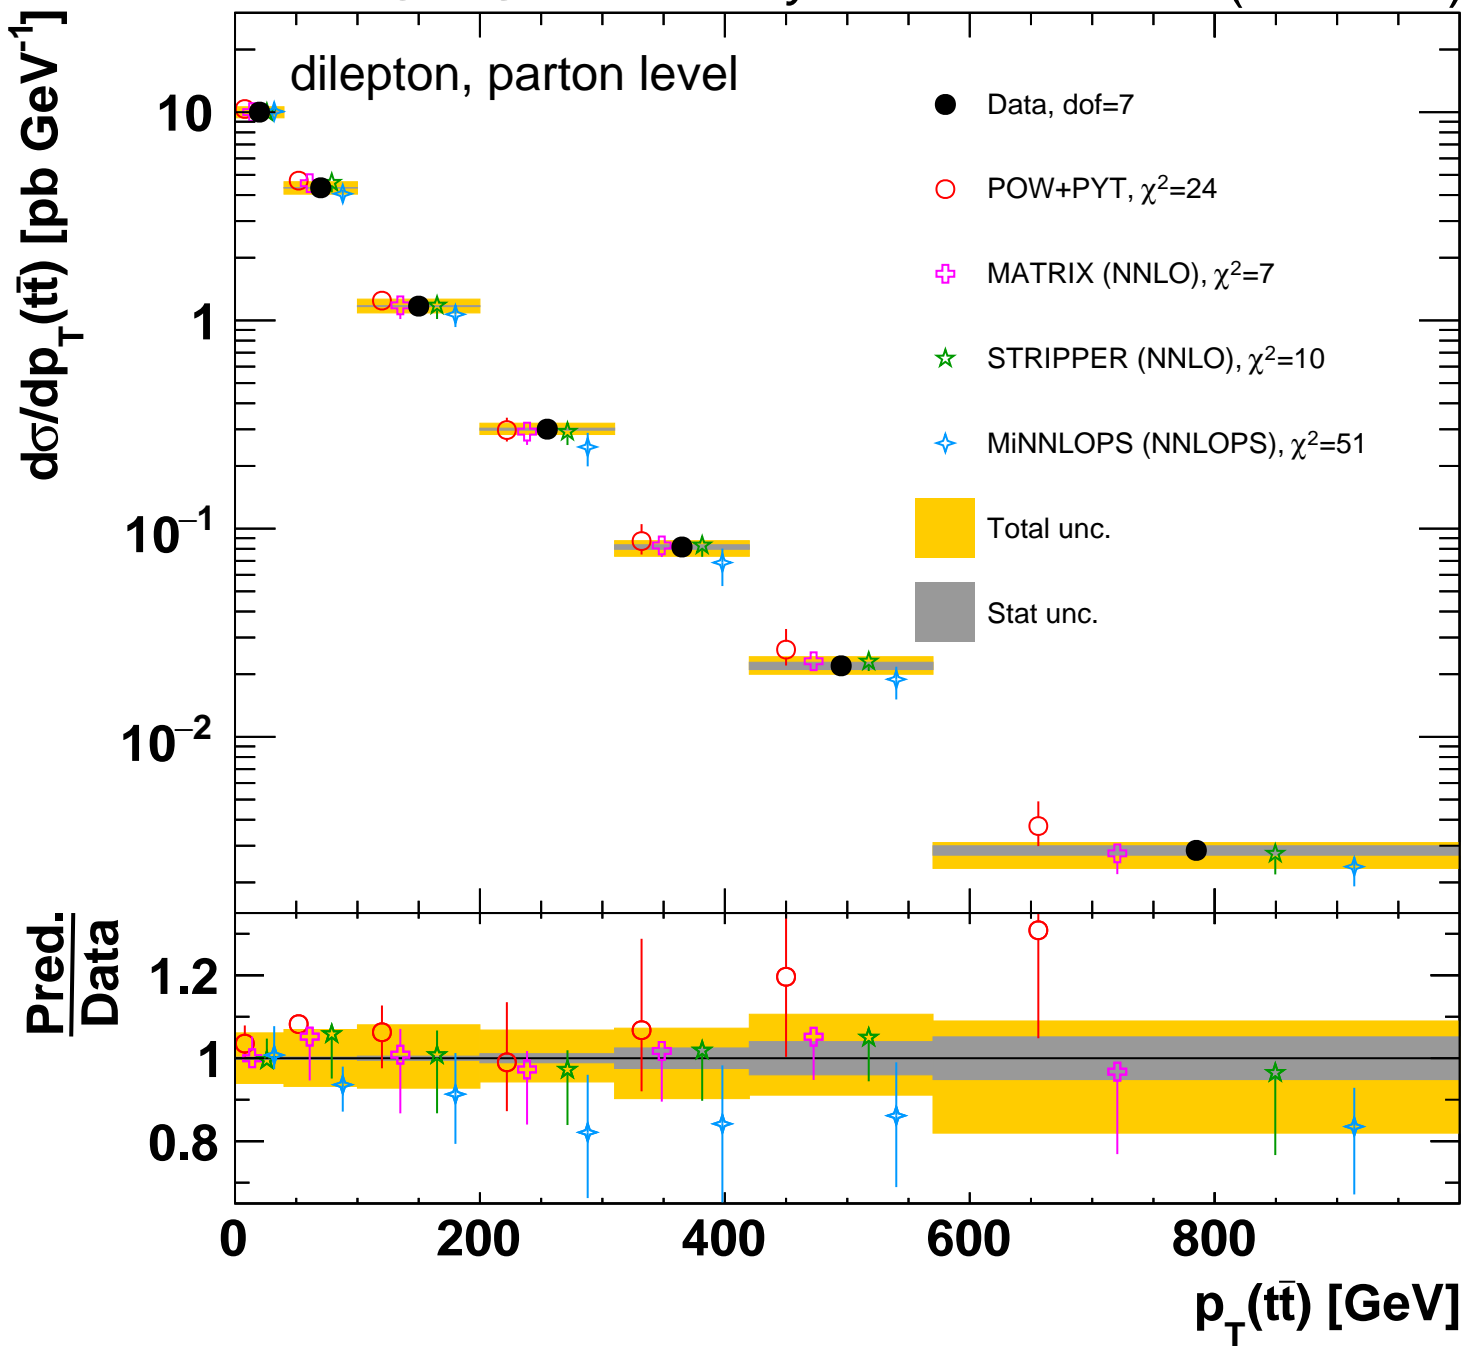 dσ/dp_T(tt̄) [pb GeV⁻¹]
dilepton, parton level
Data, dof=7
POW+PYT, χ²=24
MATRIX (NNLO), χ²=7
STRIPPER (NNLO), χ²=10
MiNNLOPS (NNLOPS), χ²=51
Total unc.
Stat unc.
10
1
10⁻¹
10⁻²
Pred.
Data
1.2
1
0.8
0 200 400 600 800
p_T(tt̄) [GeV]